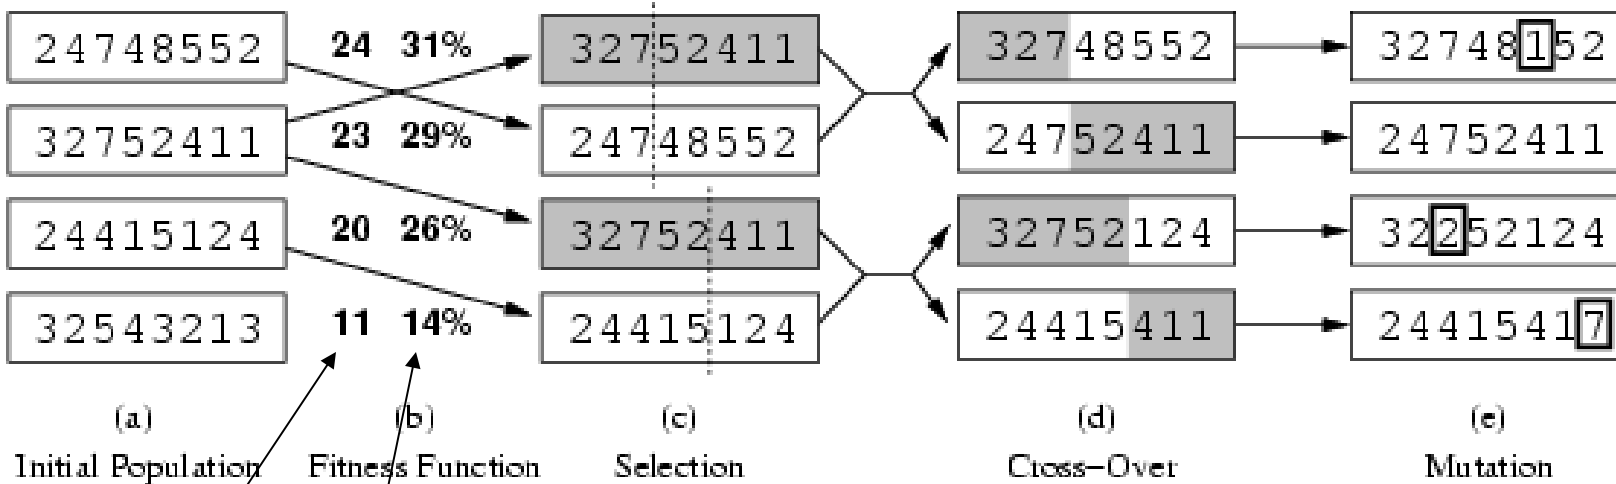 24748552 24 31% 32752411 32748552 32748152
32752411 23 29% 24748552 24752411 24752411
24415124 20 26% 32752411 32752124 32252124
32543213 11 14% 24415124 24415411 24415417
(a) (b) (c) (d) (e)
Initial Population Fitness Function Selection Cross–Over Mutation